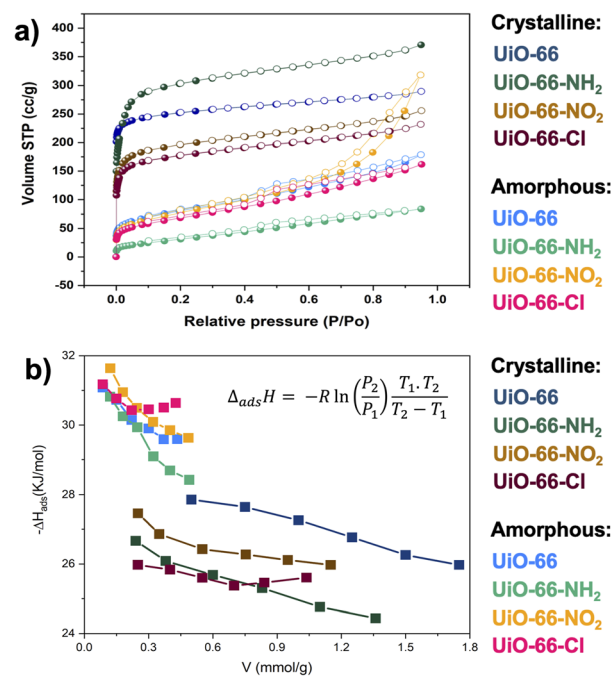 a)
Volume STP (cc/g)
400
350
300
250
200
150
100
50
0
-50
0.0 0.2 0.4 0.6 0.8 1.0
Relative pressure (P/Po)
Crystalline:
UiO-66
UiO-66-NH₂
UiO-66-NO₂
UiO-66-Cl
Amorphous:
UiO-66
UiO-66-NH₂
UiO-66-NO₂
UiO-66-Cl
b)
-ΔH_ads(KJ/mol)
32
30
28
26
24
Δ_ads H = −R ln(P₂/P₁) T₁.T₂/(T₂ − T₁)
0.0 0.3 0.6 0.9 1.2 1.5 1.8
V (mmol/g)
Crystalline:
UiO-66
UiO-66-NH₂
UiO-66-NO₂
UiO-66-Cl
Amorphous:
UiO-66
UiO-66-NH₂
UiO-66-NO₂
UiO-66-Cl